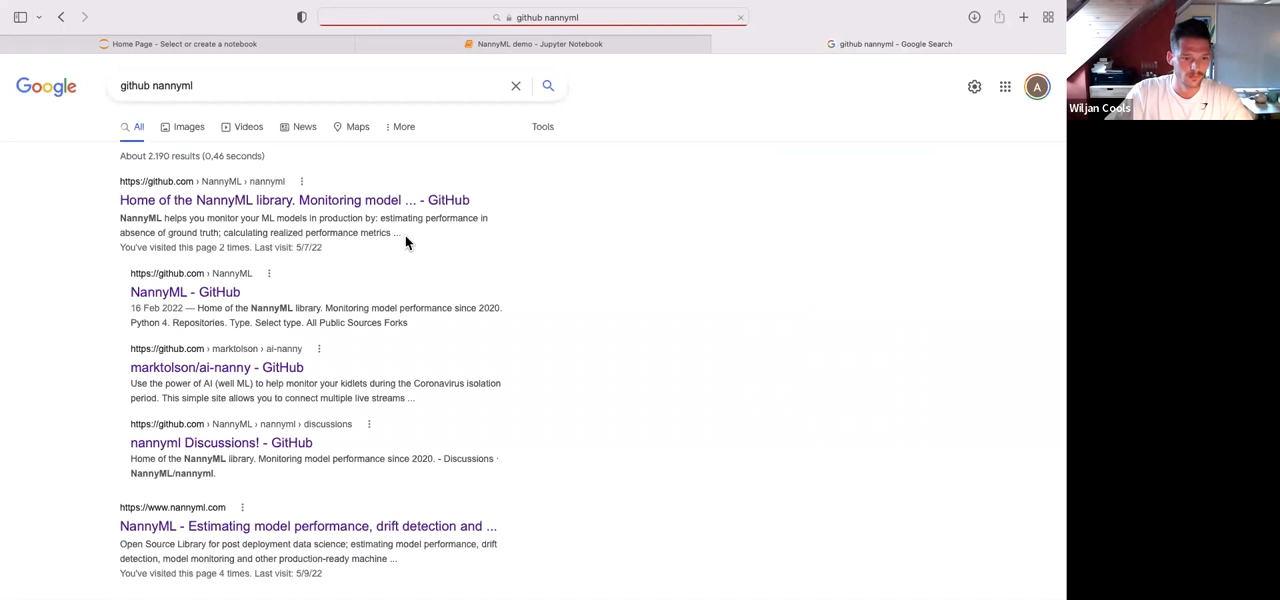 github nannyml
Home Page - Select or create a notebook
NannyML demo - Jupyter Notebook
github nannyml - Google Search
Google
github nannyml
A
Wiljan Cools
All
Images
Videos
News
Maps
More
Tools
About 2.190 results (0,46 seconds)
https://github.com › NannyML › nannyml
Home of the NannyML library. Monitoring model ... - GitHub
NannyML helps you monitor your ML models in production by: estimating performance in
absence of ground truth; calculating realized performance metrics ...
You've visited this page 2 times. Last visit: 5/7/22
https://github.com › NannyML
NannyML - GitHub
16 Feb 2022 — Home of the NannyML library. Monitoring model performance since 2020.
Python 4. Repositories. Type. Select type. All Public Sources Forks
https://github.com › marktolson › ai-nanny
marktolson/ai-nanny - GitHub
Use the power of AI (well ML) to help monitor your kidlets during the Coronavirus isolation
period. This simple site allows you to connect multiple live streams ...
https://github.com › NannyML › nannyml › discussions
nannyml Discussions! - GitHub
Home of the NannyML library. Monitoring model performance since 2020. - Discussions ·
NannyML/nannyml.
https://www.nannyml.com
NannyML - Estimating model performance, drift detection and ...
Open Source Library for post deployment data science; estimating model performance, drift
detection, model monitoring and other production-ready machine ...
You've visited this page 4 times. Last visit: 5/9/22